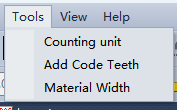 Tools View Help
Counting unit
Add Code Teeth
Material Width